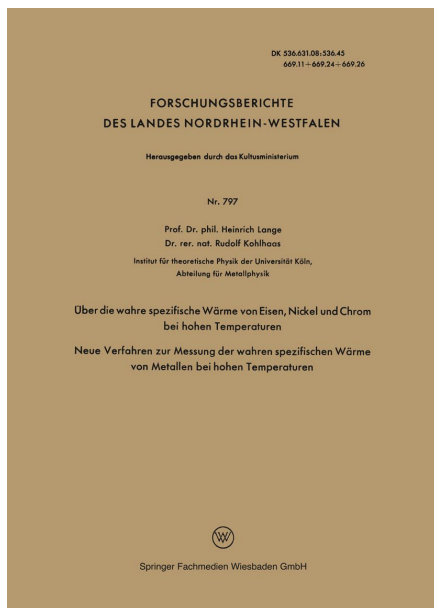 DK 536.631.08:536.45
669.11+669.24+669.26
FORSCHUNGSBERICHTE
DES LANDES NORDRHEIN-WESTFALEN
Herausgegeben durch das Kultusministerium
Nr. 797
Prof. Dr. phil. Heinrich Lange
Dr. rer. nat. Rudolf Kohlhaas
Institut für theoretische Physik der Universität Köln,
Abteilung für Metallphysik
Über die wahre spezifische Wärme von Eisen, Nickel und Chrom
bei hohen Temperaturen
Neue Verfahren zur Messung der wahren spezifischen Wärme
von Metallen bei hohen Temperaturen
W
Springer Fachmedien Wiesbaden GmbH